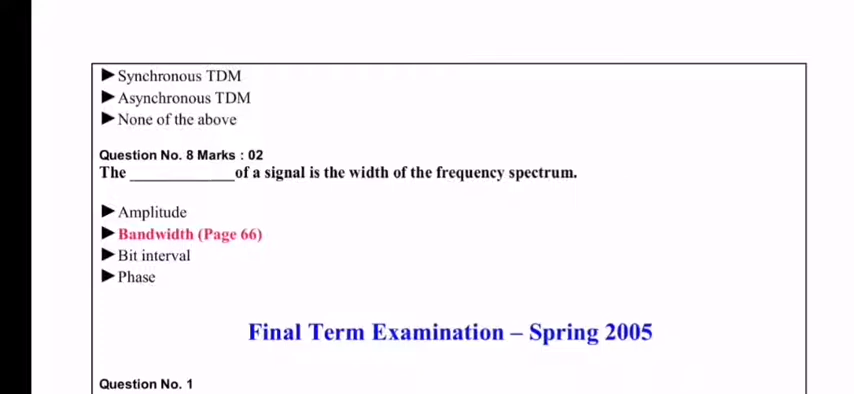 ► Synchronous TDM
► Asynchronous TDM
► None of the above
Question No. 8 Marks : 02
The _____________of a signal is the width of the frequency spectrum.
► Amplitude
► Bandwidth (Page 66)
► Bit interval
► Phase
Final Term Examination – Spring 2005
Question No. 1